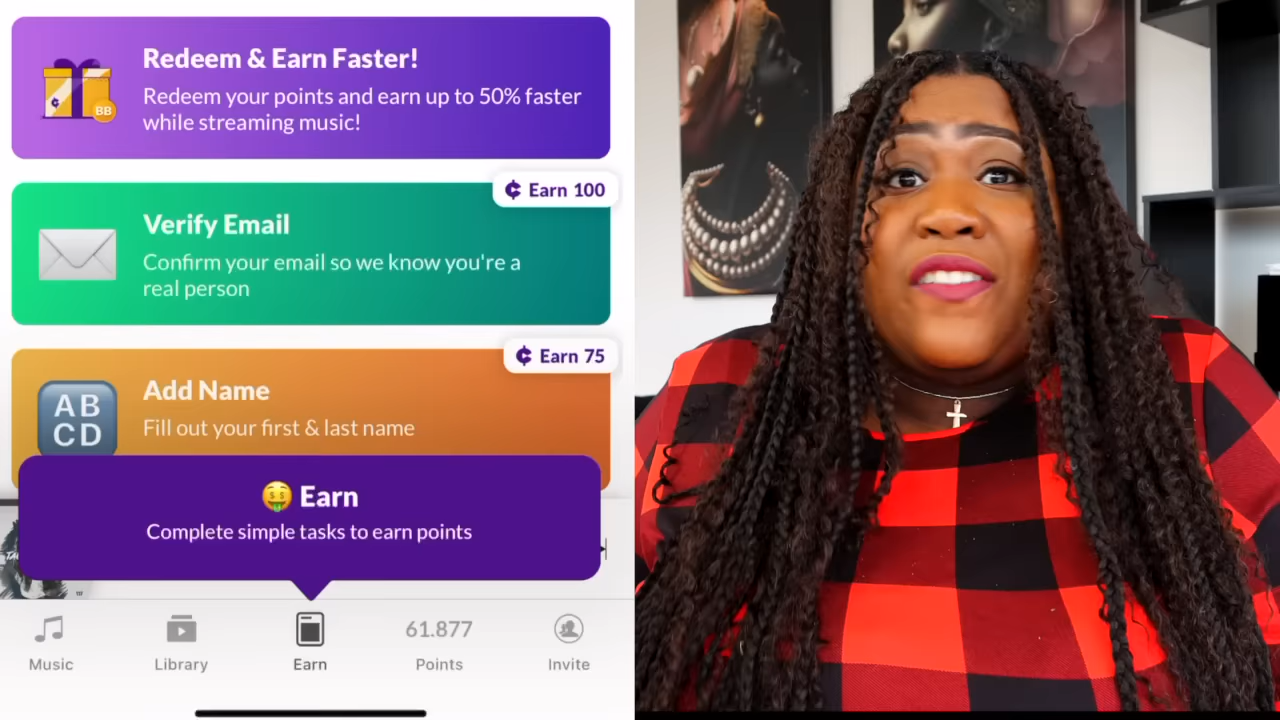 Redeem & Earn Faster!
Redeem your points and earn up to 50% faster
while streaming music!
BB
Earn 100
Verify Email
Confirm your email so we know you're a
real person
Earn 75
Add Name
AB
CD
Fill out your first & last name
🤑 Earn
Complete simple tasks to earn points
61.877
Music
Library
Earn
Points
Invite